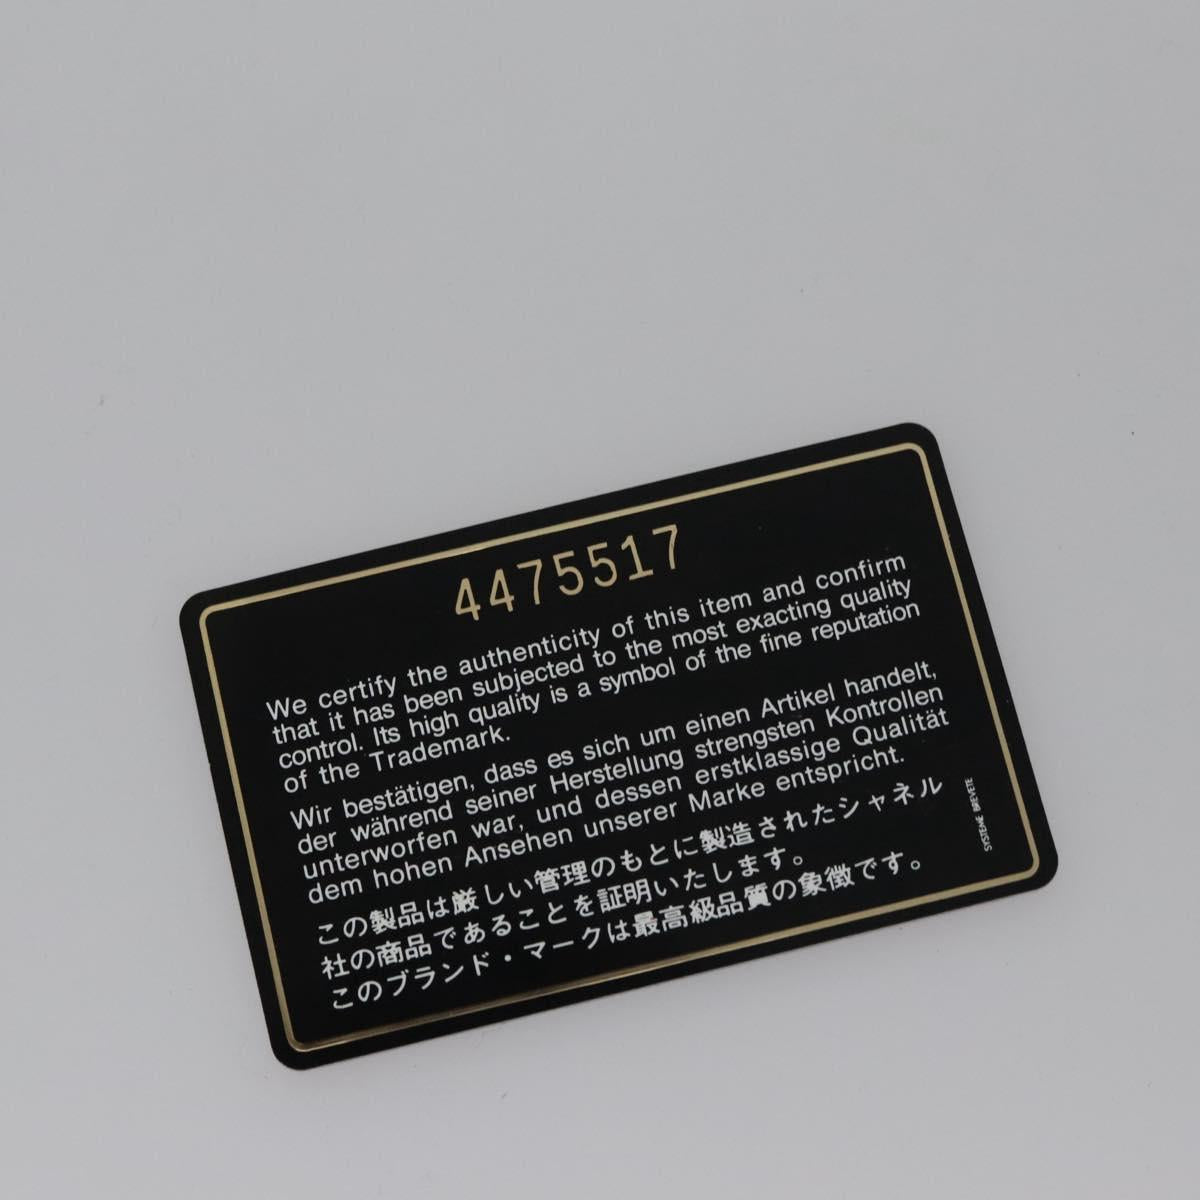 4475517
We certify the authenticity of this item and confirm
that it has been subjected to the most exacting quality
control. Its high quality is a symbol of the fine reputation
of the Trademark.
Wir bestätigen, dass es sich um einen Artikel handelt,
der während seiner Herstellung strengsten Kontrollen
unterworfen war, und dessen erstklassige Qualität
dem hohen Ansehen unserer Marke entspricht.
この製品は厳しい管理のもとに製造されたシャネル
社の商品であることを証明いたします。
このブランド・マークは最高級品質の象徴です。
SYSTEME BREVETE